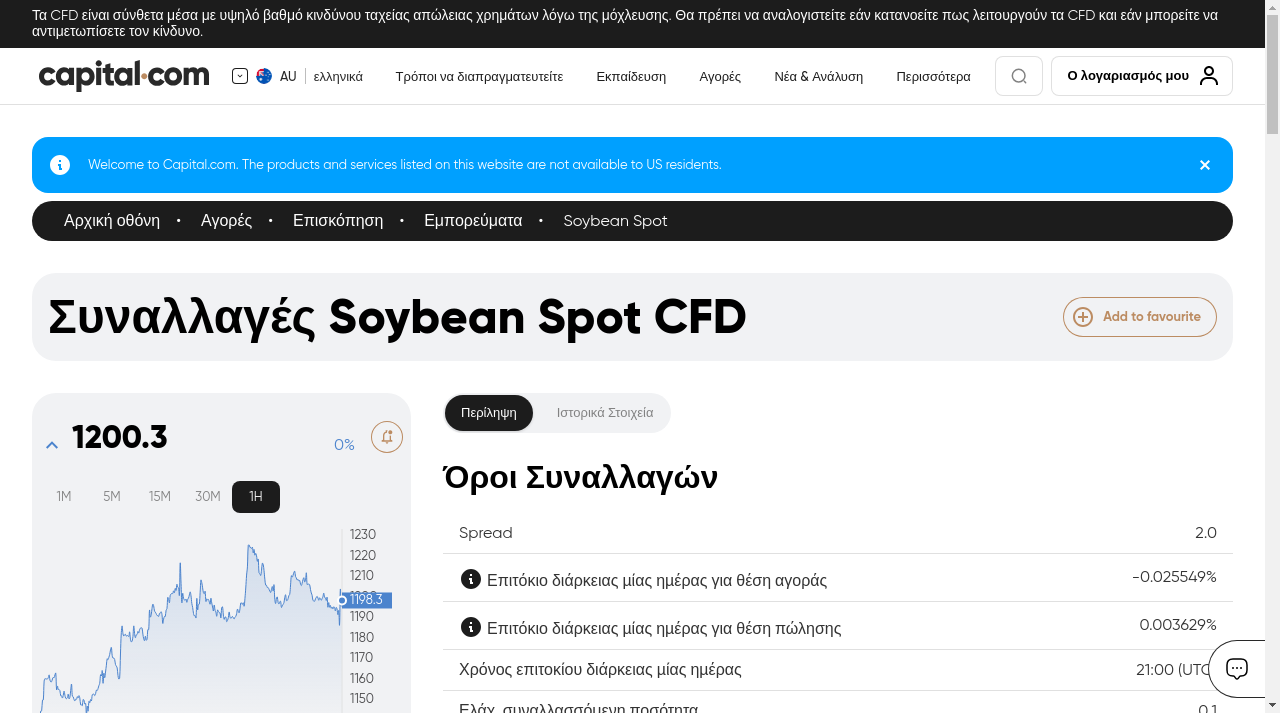 Τα CFD είναι σύνθετα μέσα με υψηλό βαθμό κινδύνου ταχείας απώλειας χρημάτων λόγω της μόχλευσης. Θα πρέπει να αναλογιστείτε εάν κατανοείτε πως λειτουργούν τα CFD και εάν μπορείτε να
αντιμετωπίσετε τον κίνδυνο.
capital.com
AU
ελληνικά
Τρόποι να διαπραγματευτείτε
Εκπαίδευση
Αγορές
Νέα & Ανάλυση
Περισσότερα
Ο λογαριασμός μου
Welcome to Capital.com. The products and services listed on this website are not available to US residents.
Αρχική οθόνη • Αγορές • Επισκόπηση • Εμπορεύματα • Soybean Spot
Συναλλαγές Soybean Spot CFD
Add to favourite
1200.3
0%
1M 5M 15M 30M 1H
1230
1220
1210
1198.3
1190
1180
1170
1160
1150
Περίληψη
Ιστορικά Στοιχεία
Όροι Συναλλαγών
Spread 2.0
Επιτόκιο διάρκειας μίας ημέρας για θέση αγοράς -0.025549%
Επιτόκιο διάρκειας μίας ημέρας για θέση πώλησης 0.003629%
Χρόνος επιτοκίου διάρκειας μίας ημέρας 21:00 (UTC
Ελάχ. συναλλασσόμενη ποσότητα 0.1